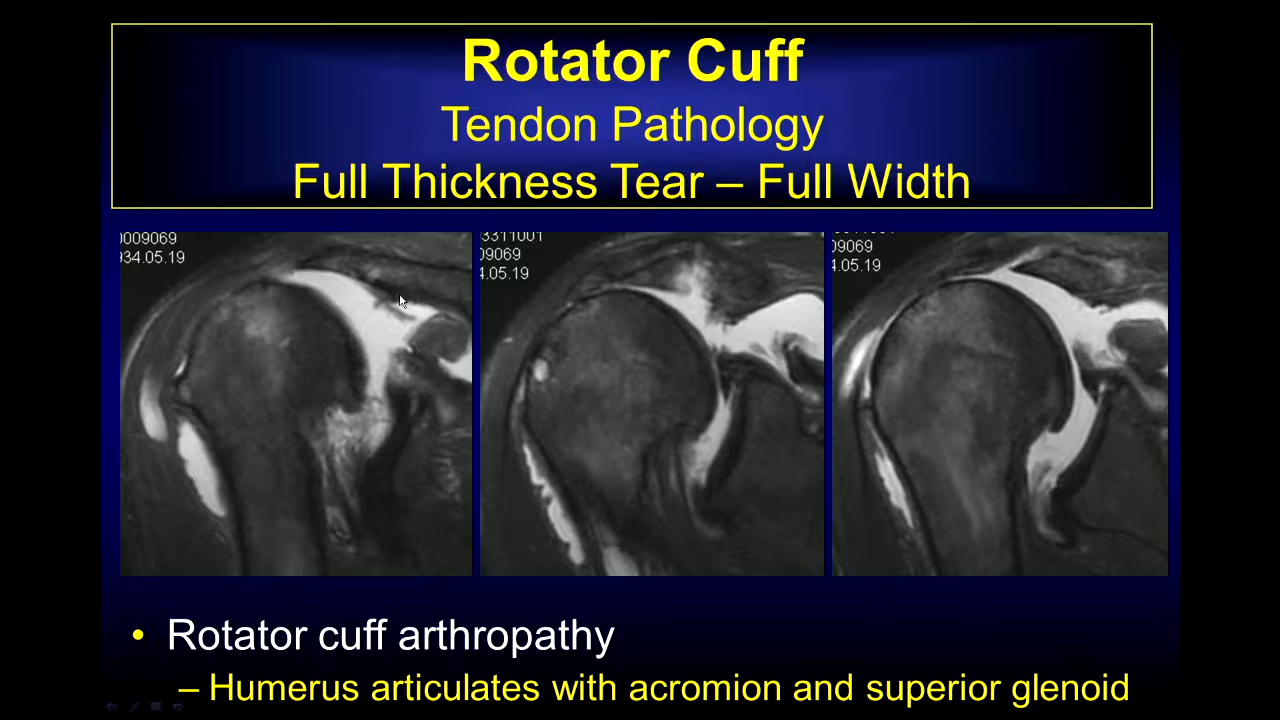 Rotator Cuff
Tendon Pathology
Full Thickness Tear – Full Width
0009069
934.05.19
3311001
09069
4.05.19
09069
4.05.19
• Rotator cuff arthropathy
– Humerus articulates with acromion and superior glenoid